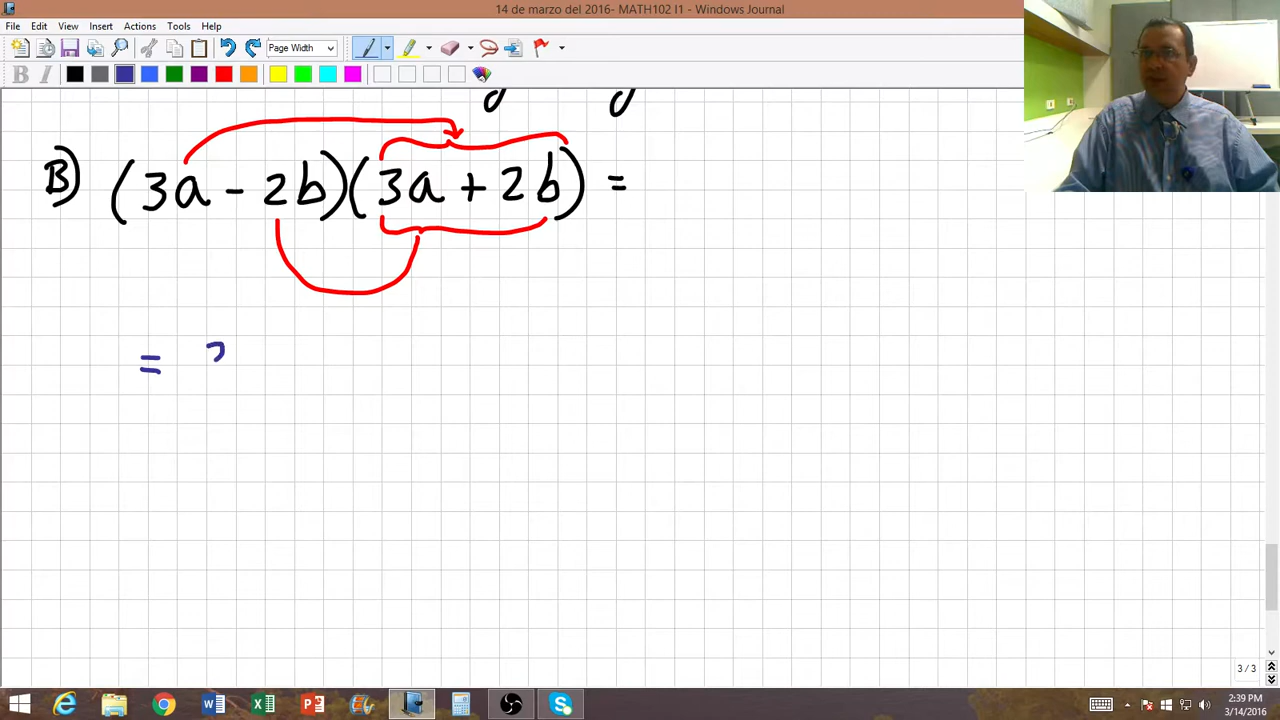 14 de marzo del 2016- MATH102 I1 - Windows Journal
File Edit View Insert Actions Tools Help
Page Width
B I
B) (3a - 2b)(3a + 2b) =
=
3 / 3
2:39 PM
3/14/2016